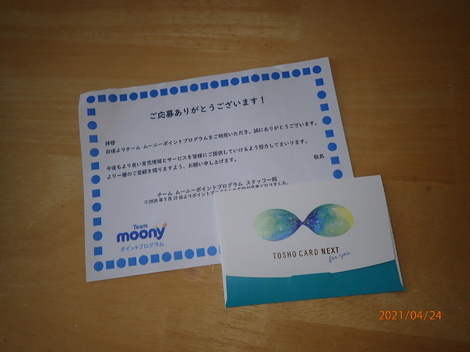 ご応募ありがとうございます！
拝啓
日頃よりチーム ムーニーポイントプログラムをご利用いただき、誠にありがとうございます。
今後もより良い育児情報とサービスを皆様にご提供していけるよう努力してまいります。
より一層のご愛顧を賜りますよう、お願い申し上げます。
敬具
チーム ムーニーポイントプログラム スタッフ一同
Team
moony
ポイントプログラム
TOSHO CARD NEXT
for you
2021/04/24